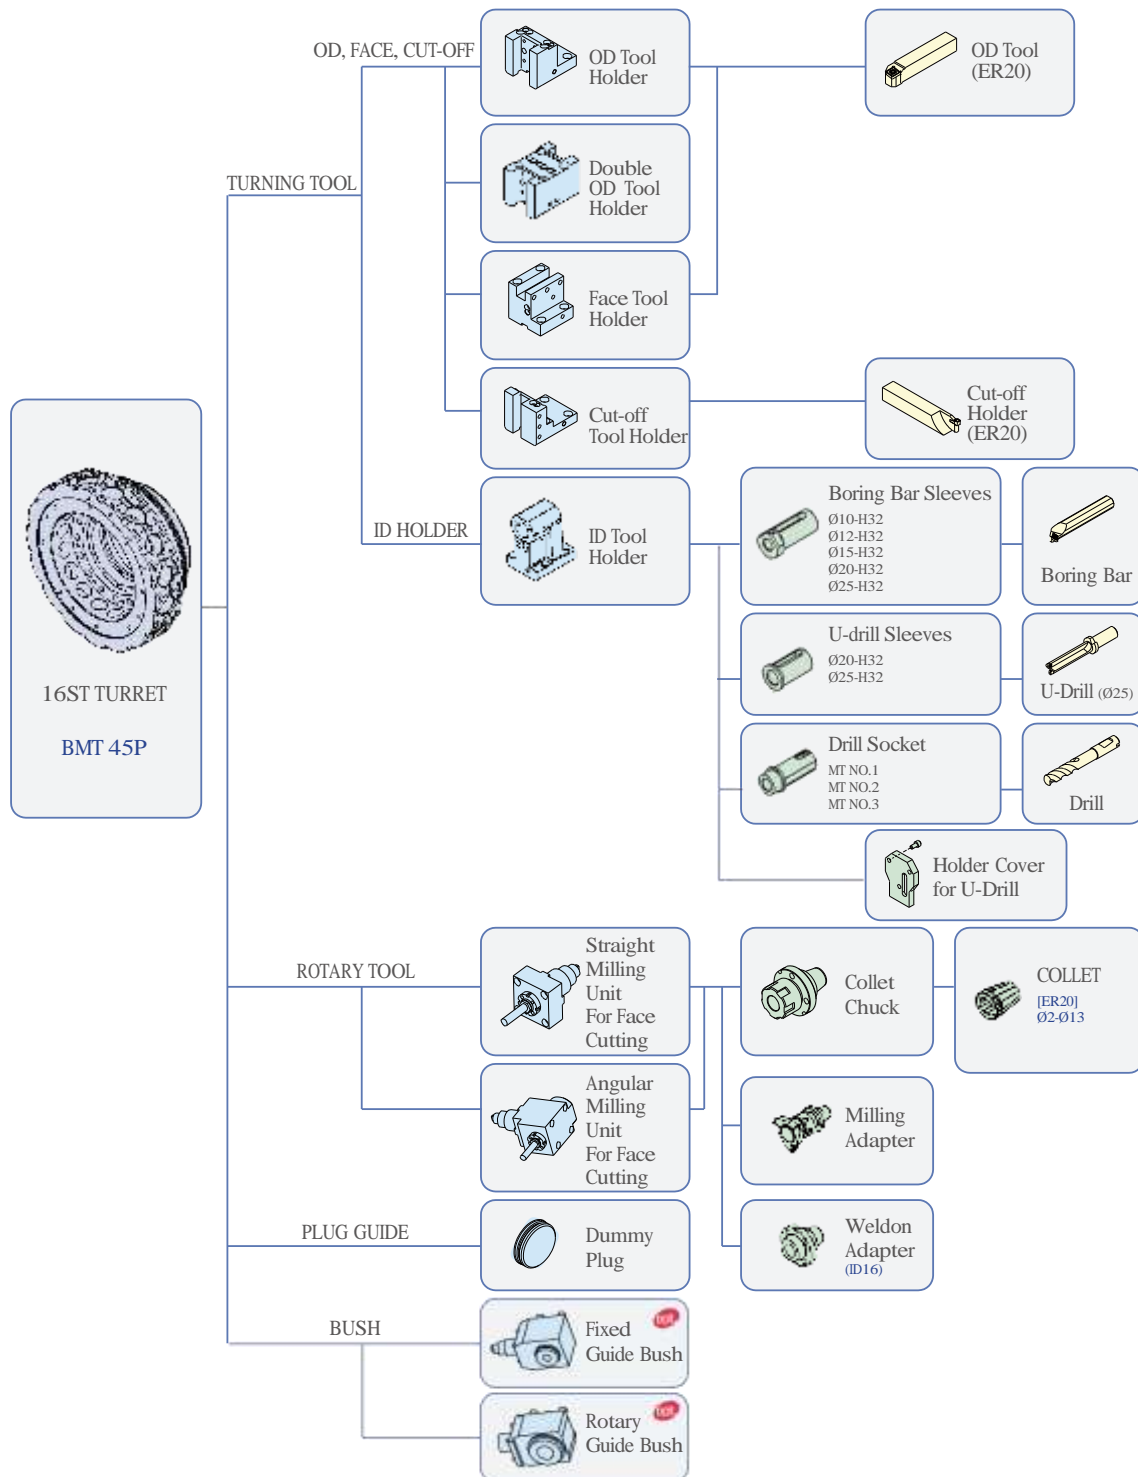 OD, FACE, CUT-OFF
OD Tool
Holder
OD Tool
(ER20)
TURNING TOOL
Double
OD Tool
Holder
Face Tool
Holder
Cut-off
Tool Holder
Cut-off
Holder
(ER20)
ID HOLDER
ID Tool
Holder
Boring Bar Sleeves
Ø10-H32
Ø12-H32
Ø15-H32
Ø20-H32
Ø25-H32
Boring Bar
U-drill Sleeves
Ø20-H32
Ø25-H32
U-Drill (Ø25)
Drill Socket
MT NO.1
MT NO.2
MT NO.3
Drill
Holder Cover
for U-Drill
16ST TURRET
BMT 45P
ROTARY TOOL
Straight
Milling
Unit
For Face
Cutting
Collet
Chuck
COLLET
[ER20]
Ø2-Ø13
Angular
Milling
Unit
For Face
Cutting
Milling
Adapter
PLUG GUIDE
Dummy
Plug
Weldon
Adapter
(ID16)
BUSH
Fixed
Guide Bush
Rotary
Guide Bush